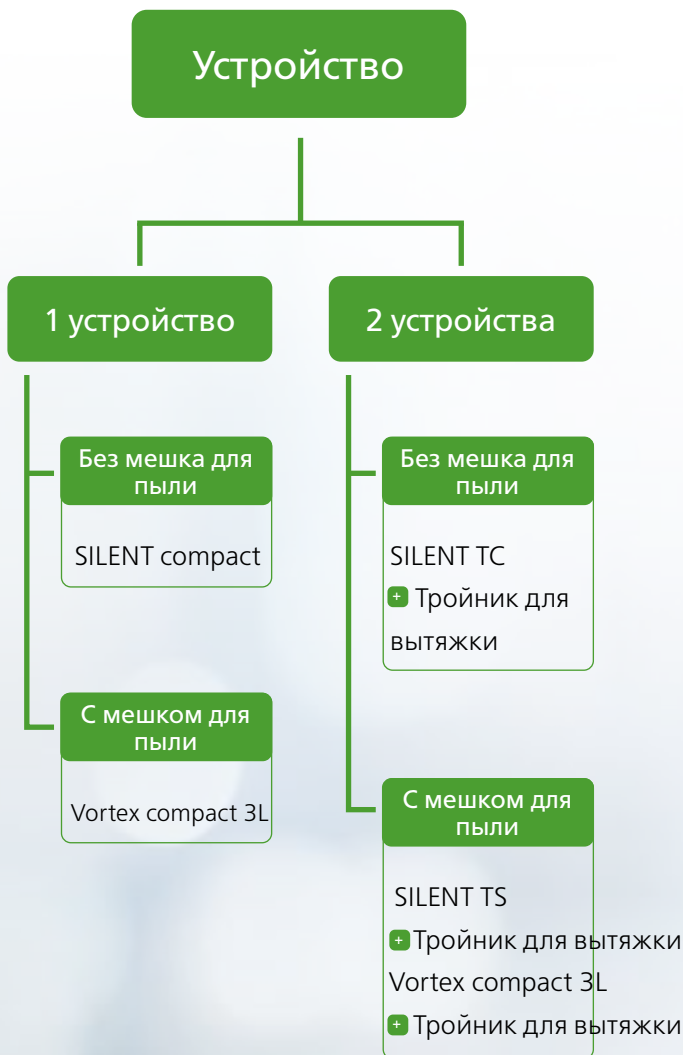 Устройство
1 устройство
Без мешка для
пыли
SILENT compact
С мешком для
пыли
Vortex compact 3L
2 устройства
Без мешка для
пыли
SILENT TC
+ Тройник для
вытяжки
С мешком для
пыли
SILENT TS
+ Тройник для вытяжки
Vortex compact 3L
+ Тройник для вытяжки